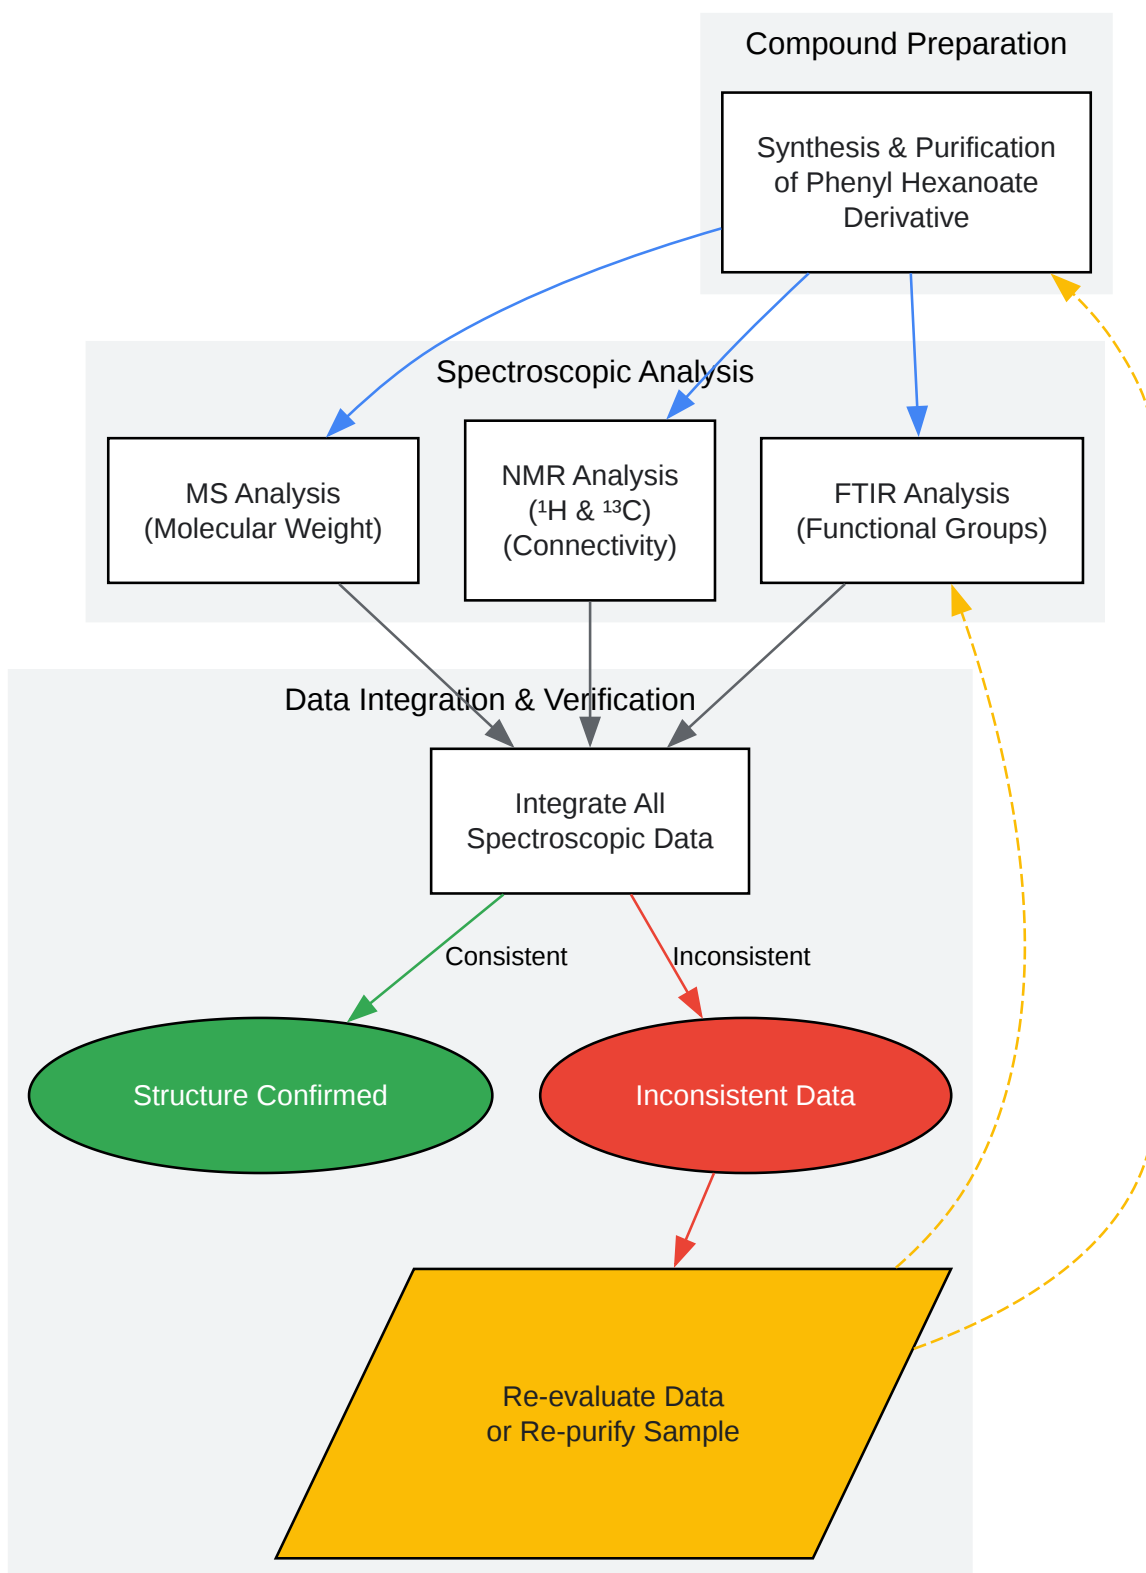 Compound Preparation
Synthesis & Purification
of Phenyl Hexanoate
Derivative
Spectroscopic Analysis
MS Analysis
(Molecular Weight)
NMR Analysis
(¹H & ¹³C)
(Connectivity)
FTIR Analysis
(Functional Groups)
Data Integration & Verification
Integrate All
Spectroscopic Data
Consistent
Inconsistent
Structure Confirmed
Inconsistent Data
Re-evaluate Data
or Re-purify Sample